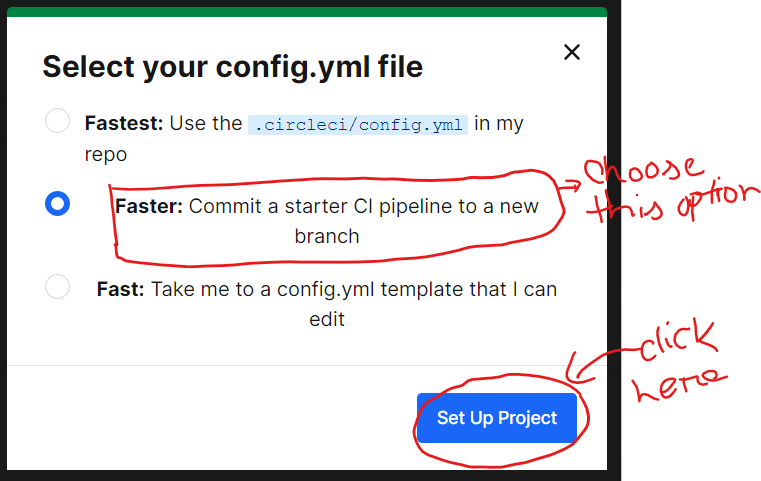 Select your config.yml file
Fastest: Use the .circleci/config.yml in my
repo
Faster: Commit a starter CI pipeline to a new
branch
choose
this option
Fast: Take me to a config.yml template that I can
edit
click
here
Set Up Project